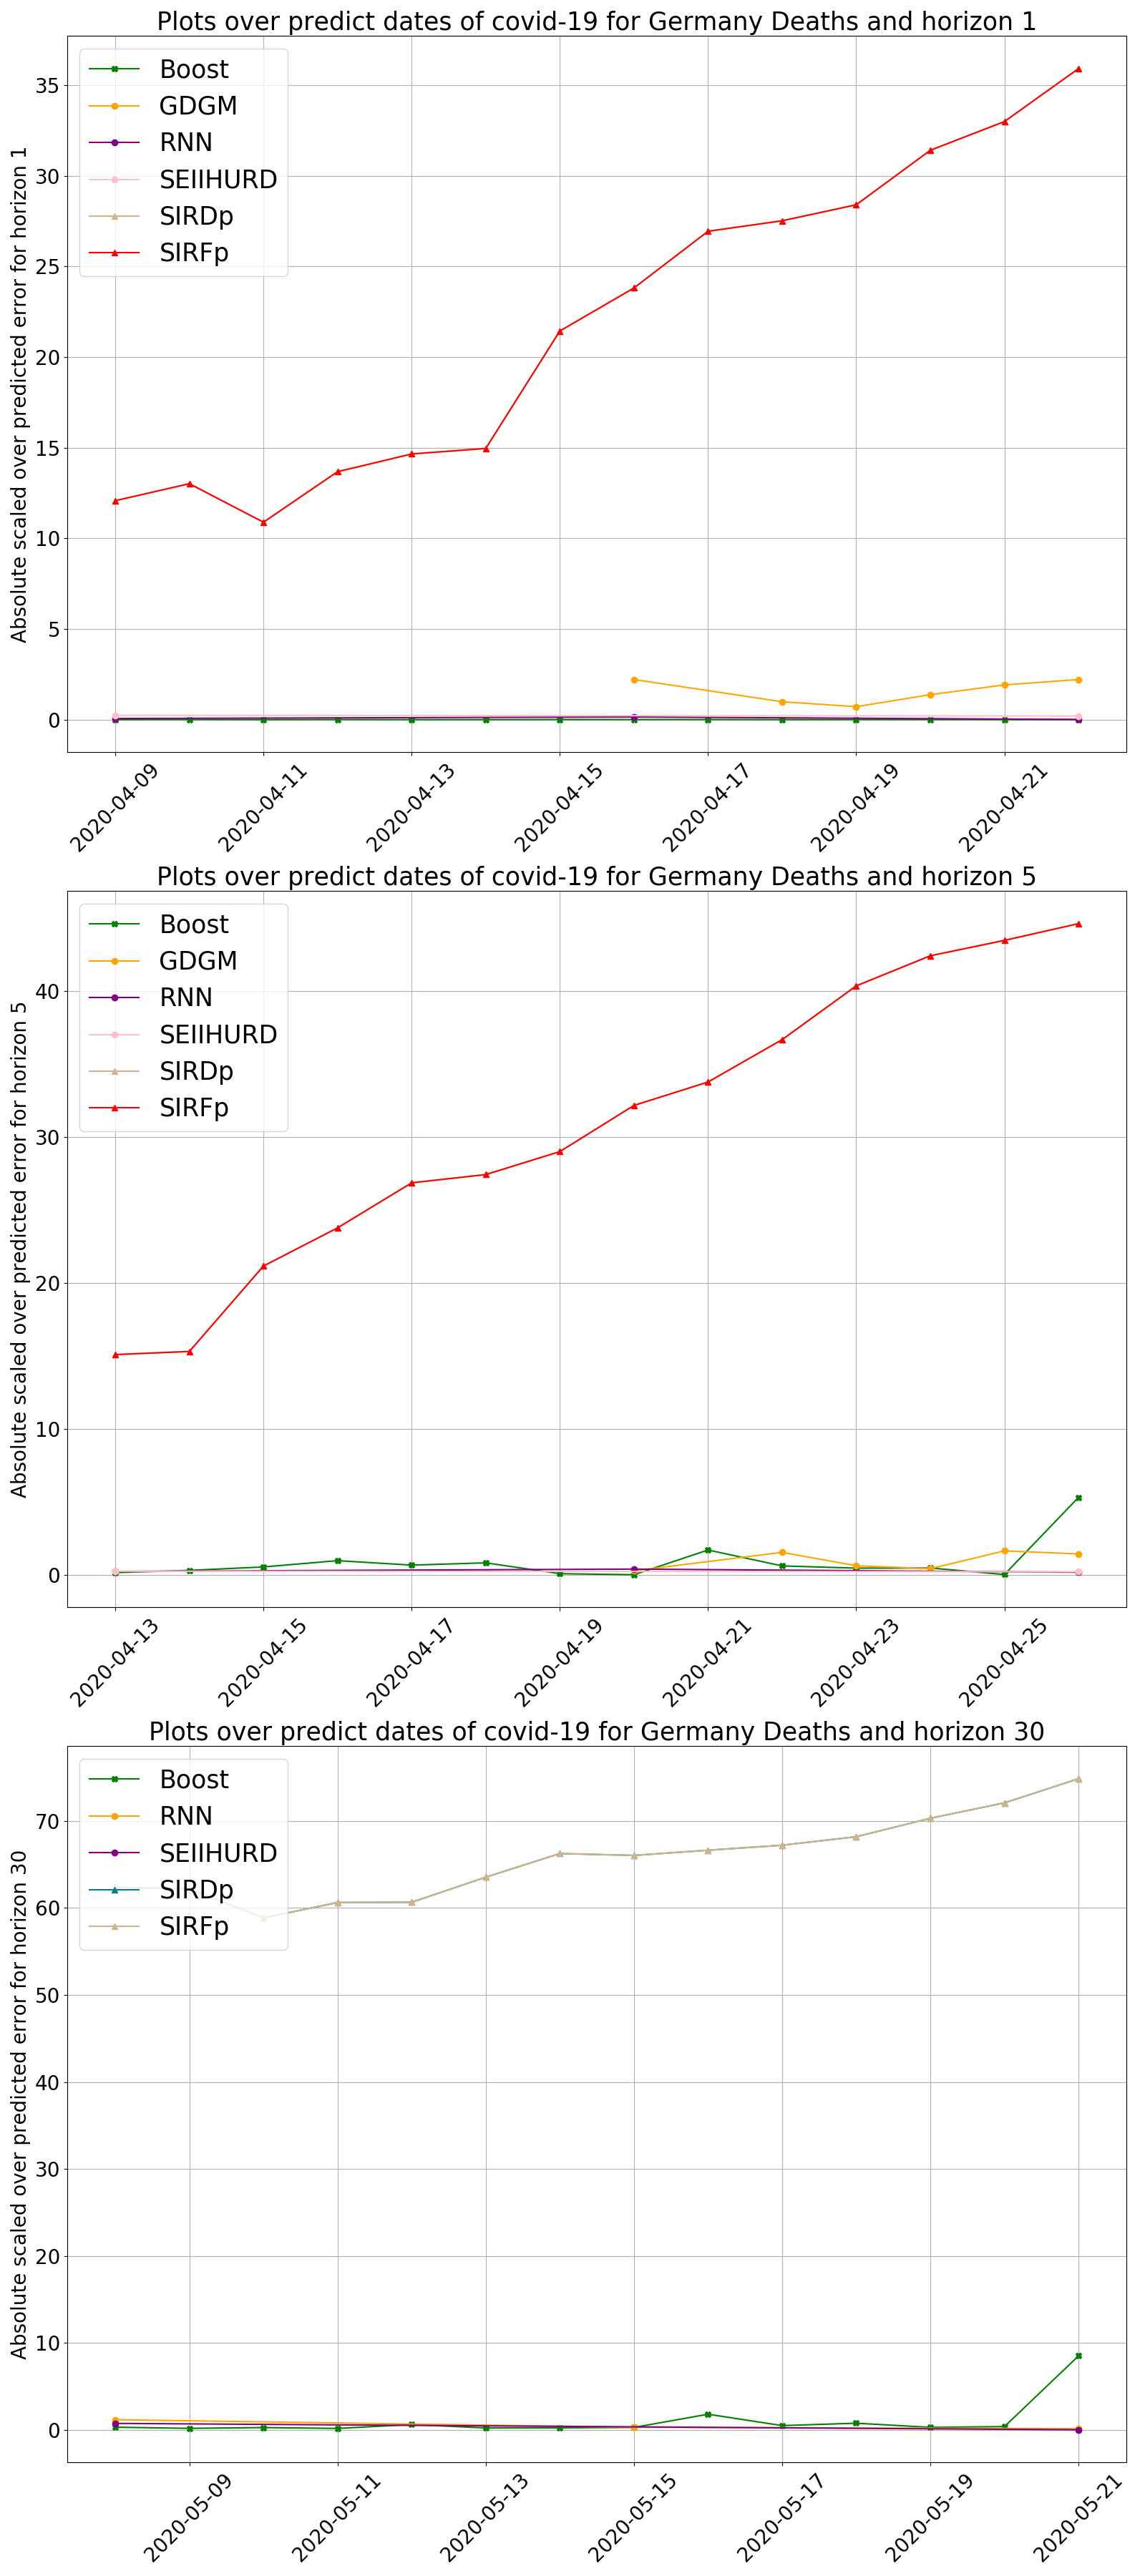 Plots over predict dates of covid-19 for Germany Deaths and horizon 1
Absolute scaled over predicted error for horizon 1
Boost
GDGM
RNN
SEIIHURD
SIRDp
SIRFp
35
30
25
20
15
10
5
0
2020-04-09
2020-04-11
2020-04-13
2020-04-15
2020-04-17
2020-04-19
2020-04-21
Plots over predict dates of covid-19 for Germany Deaths and horizon 5
Absolute scaled over predicted error for horizon 5
Boost
GDGM
RNN
SEIIHURD
SIRDp
SIRFp
40
30
20
10
0
2020-04-13
2020-04-15
2020-04-17
2020-04-19
2020-04-21
2020-04-23
2020-04-25
Plots over predict dates of covid-19 for Germany Deaths and horizon 30
Absolute scaled over predicted error for horizon 30
Boost
RNN
SEIIHURD
SIRDp
SIRFp
70
60
50
40
30
20
10
0
2020-05-09
2020-05-11
2020-05-13
2020-05-15
2020-05-17
2020-05-19
2020-05-21